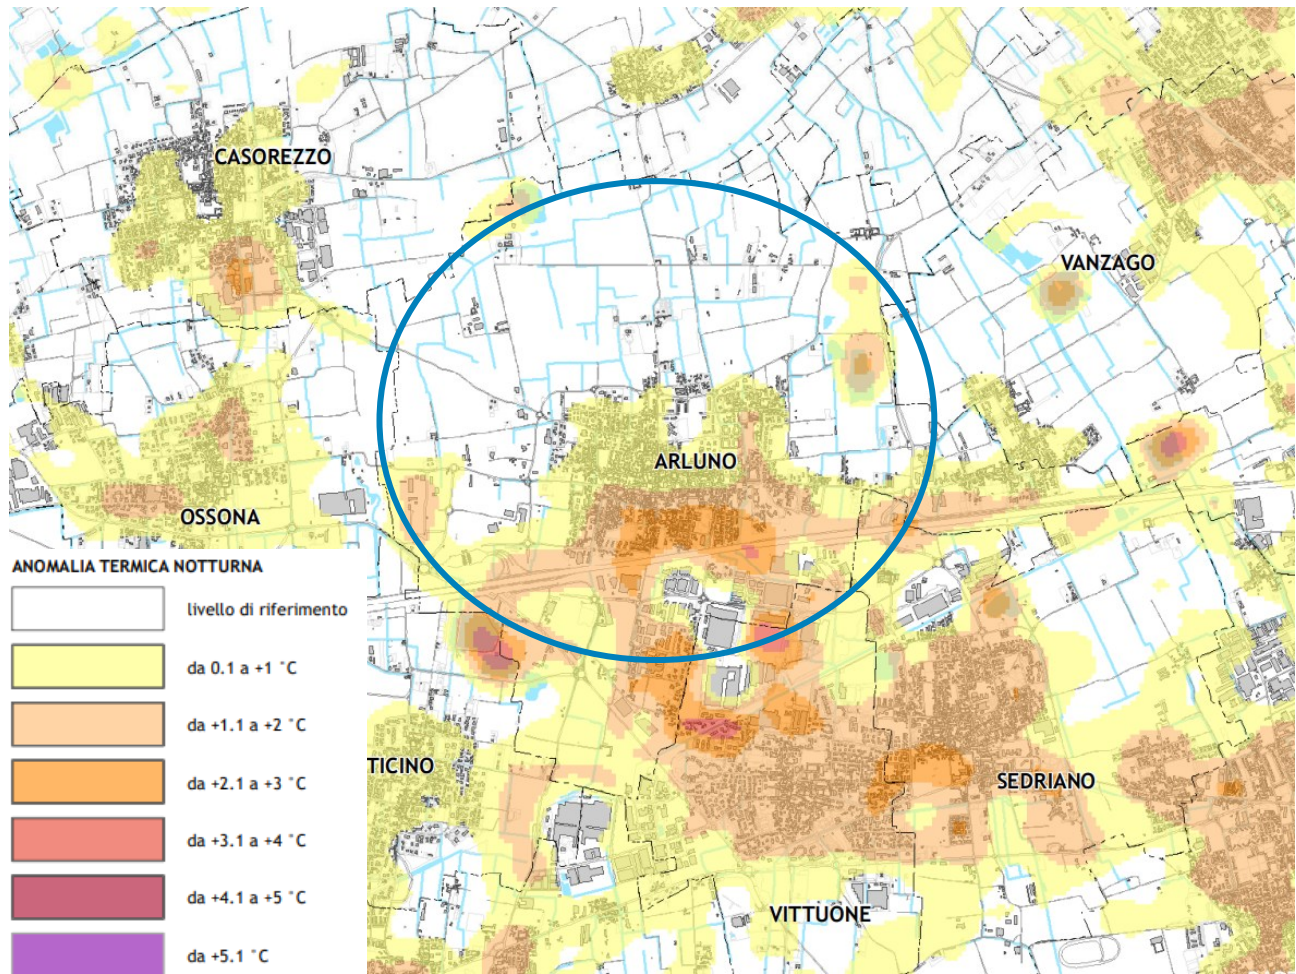 CASOREZZO
VANZAGO
ARLUNO
OSSONA
ANOMALIA TERMICA NOTTURNA
livello di riferimento
da 0.1 a +1 °C
da +1.1 a +2 °C
da +2.1 a +3 °C
da +3.1 a +4 °C
da +4.1 a +5 °C
da +5.1 °C
TICINO
SEDRIANO
VITTUONE